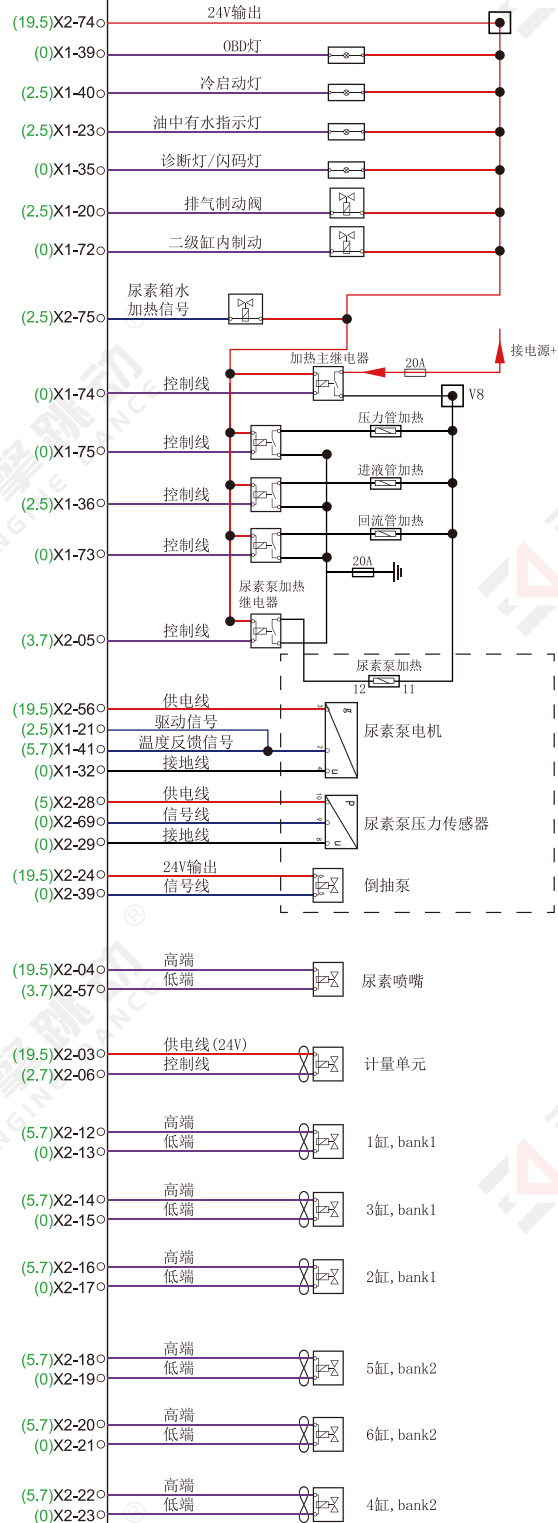 24V输出
(19.5)X2-74
OBD灯
(0)X1-39
冷启动灯
(2.5)X1-40
油中有水指示灯
(2.5)X1-23
诊断灯/闪码灯
(0)X1-35
排气制动阀
(2.5)X1-20
二级缸内制动
(0)X1-72
尿素箱水
加热信号
(2.5)X2-75
接电源+
加热主继电器
20A
控制线
(0)X1-74
V8
压力管加热
控制线
(0)X1-75
进液管加热
控制线
(2.5)X1-36
回流管加热
控制线
(0)X1-73
20A
尿素泵加热
继电器
控制线
(3.7)X2-05
尿素泵加热
12 11
供电线
(19.5)X2-56
3
g
驱动信号
(2.5)X1-21
尿素泵电机
温度反馈信号
(5.7)X1-41
2
接地线
(0)X1-32
4
u
供电线
(5)X2-28
10
P
信号线
(0)X2-69
9
尿素泵压力传感器
接地线
(0)X2-29
8
u
24V输出
(19.5)X2-24
信号线
(0)X2-39
倒抽泵
高端
(19.5)X2-04
低端
(3.7)X2-57
尿素喷嘴
供电线(24V)
(19.5)X2-03
控制线
(2.7)X2-06
计量单元
高端
(5.7)X2-12
低端
(0)X2-13
1缸,bank1
高端
(5.7)X2-14
低端
(0)X2-15
3缸,bank1
高端
(5.7)X2-16
低端
(0)X2-17
2缸,bank1
高端
(5.7)X2-18
低端
(0)X2-19
5缸,bank2
高端
(5.7)X2-20
低端
(0)X2-21
6缸,bank2
高端
(5.7)X2-22
低端
(0)X2-23
4缸,bank2